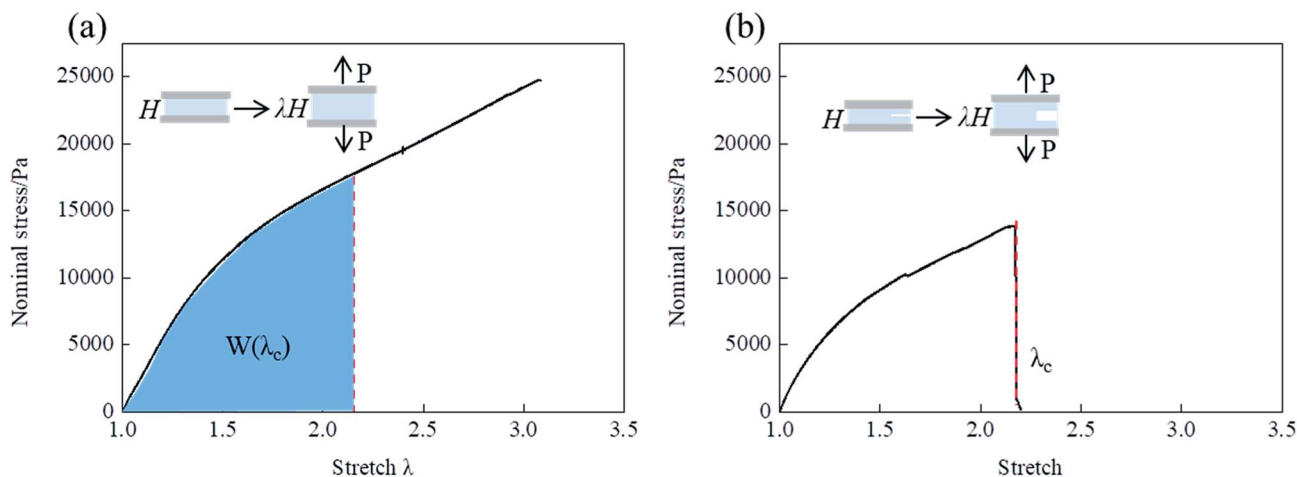 (a)
Nominal stress/Pa
25000
20000
15000
10000
5000
0
H
λH
P
P
W(λc)
1.0 1.5 2.0 2.5 3.0 3.5
Stretch λ
(b)
Nominal stress/Pa
25000
20000
15000
10000
5000
0
H
λH
P
P
λc
1.0 1.5 2.0 2.5 3.0 3.5
Stretch